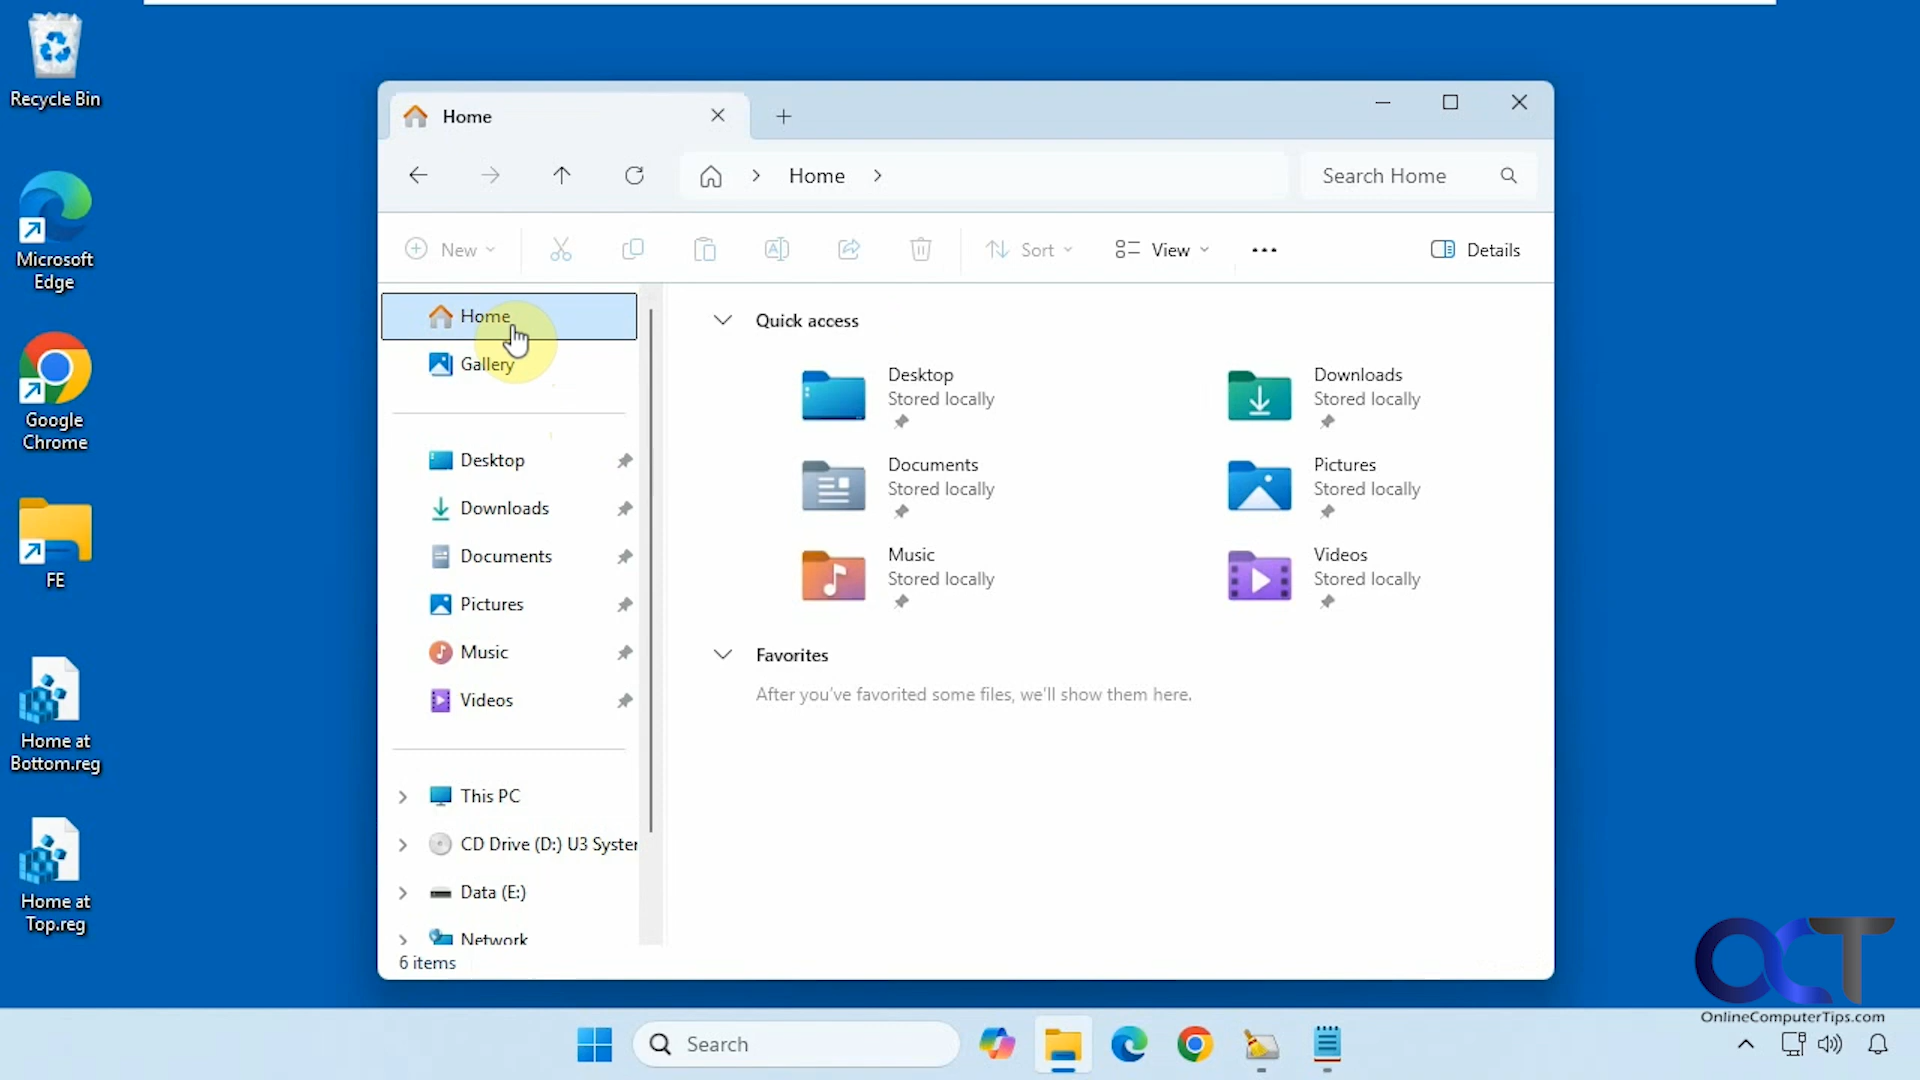 Recycle Bin
Microsoft
Edge
Google
Chrome
FE
Home at
Bottom.reg
Home at
Top.reg
Home
Home
Search Home
New
Sort
View
Details
Home
Gallery
Desktop
Downloads
Documents
Pictures
Music
Videos
This PC
CD Drive (D:) U3 System
Data (E:)
Network
6 items
Quick access
Desktop
Stored locally
Downloads
Stored locally
Documents
Stored locally
Pictures
Stored locally
Music
Stored locally
Videos
Stored locally
Favorites
After you've favorited some files, we'll show them here.
Search
OCT
OnlineComputerTips.com